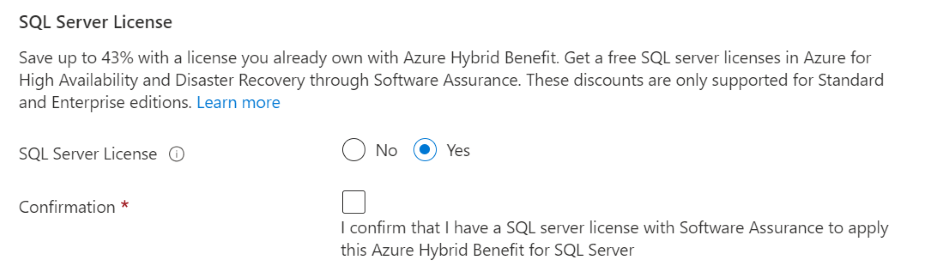 SQL Server License
Save up to 43% with a license you already own with Azure Hybrid Benefit. Get a free SQL server licenses in Azure for
High Availability and Disaster Recovery through Software Assurance. These discounts are only supported for Standard
and Enterprise editions. Learn more
SQL Server License No Yes
Confirmation *
I confirm that I have a SQL server license with Software Assurance to apply
this Azure Hybrid Benefit for SQL Server